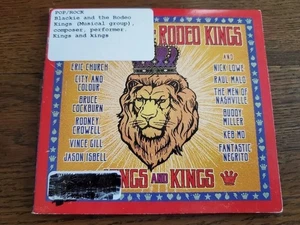 POP/ROCK
Blackie and the Rodeo
Kings (Musical group),
composer, performer.
Kings and kings
RODEO KINGS
ERIC CHURCH
CITY AND
COLOUR
BRUCE
COCKBURN
RODNEY
CROWELL
VINCE GILL
JASON ISBELL
AND
NICK LOWE
RAUL MALO
THE MEN OF
NASHVILLE
BUDDY
MILLER
KEB MO
FANTASTIC
NEGRITO
NGS AND KINGS